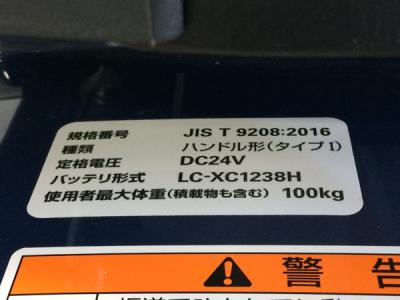 規格番号 JIS T 9208:2016
種類 ハンドル形(タイプⅠ)
定格電圧 DC24V
バッテリ形式 LC-XC1238H
使用者最大体重(積載物も含む) 100kg
警告